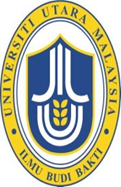 UNIVERSITI UTARA MALAYSIA
• ILMU BUDI BAKTI •